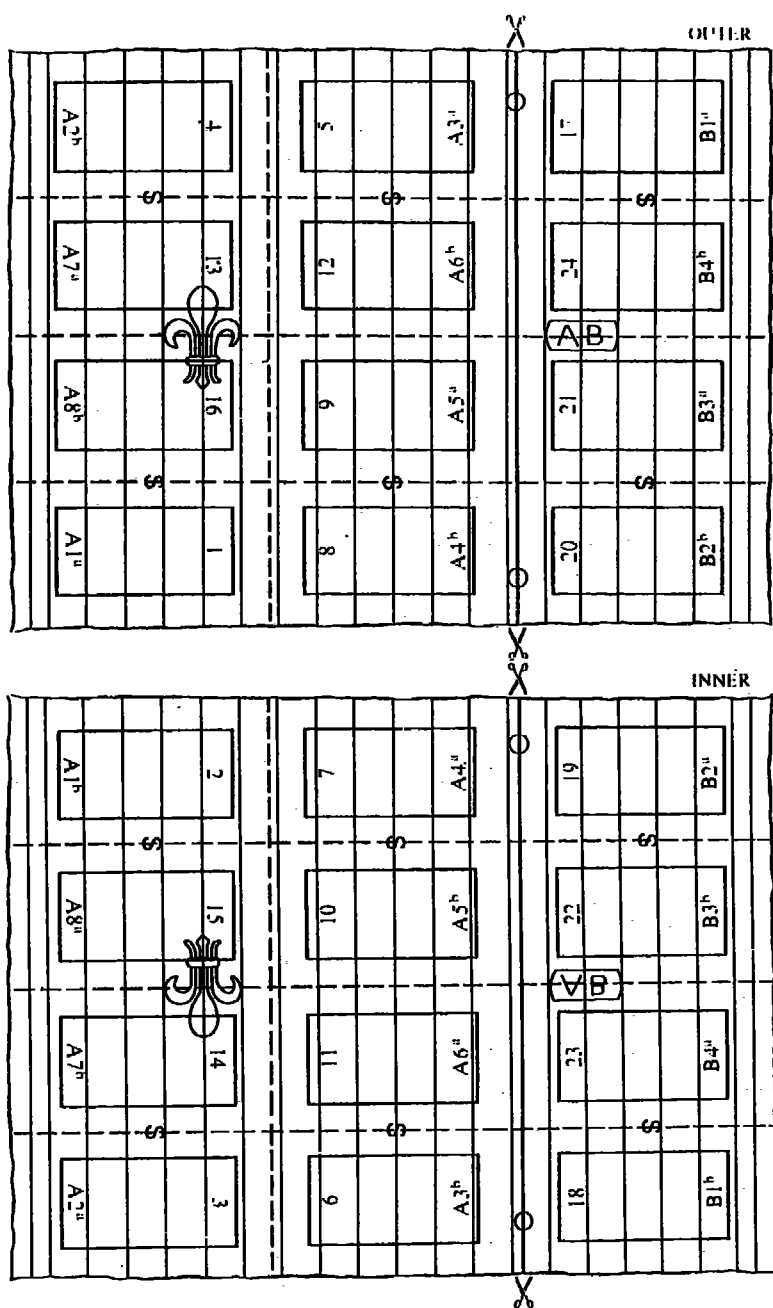 OUTER
A2ᵇ 4 5 A3ᵃ 17 B1ᵃ
S S S
A7ᵃ 13 12 A6ᵇ 24 B4ᵇ
AB
A8ᵇ 16 9 A5ᵃ 21 B3ᵃ
S S S
A1ᵃ 1 8 A4ᵇ 20 B2ᵇ
INNER
A1ᵇ 2 7 A4ᵃ 19 B2ᵃ
S S S
A8ᵃ 15 10 A5ᵇ 22 B3ᵇ
AB
A7ᵇ 14 11 A6ᵃ 23 B4ᵃ
S S S
A2ᵃ 3 6 A3ᵇ 18 B1ᵇ